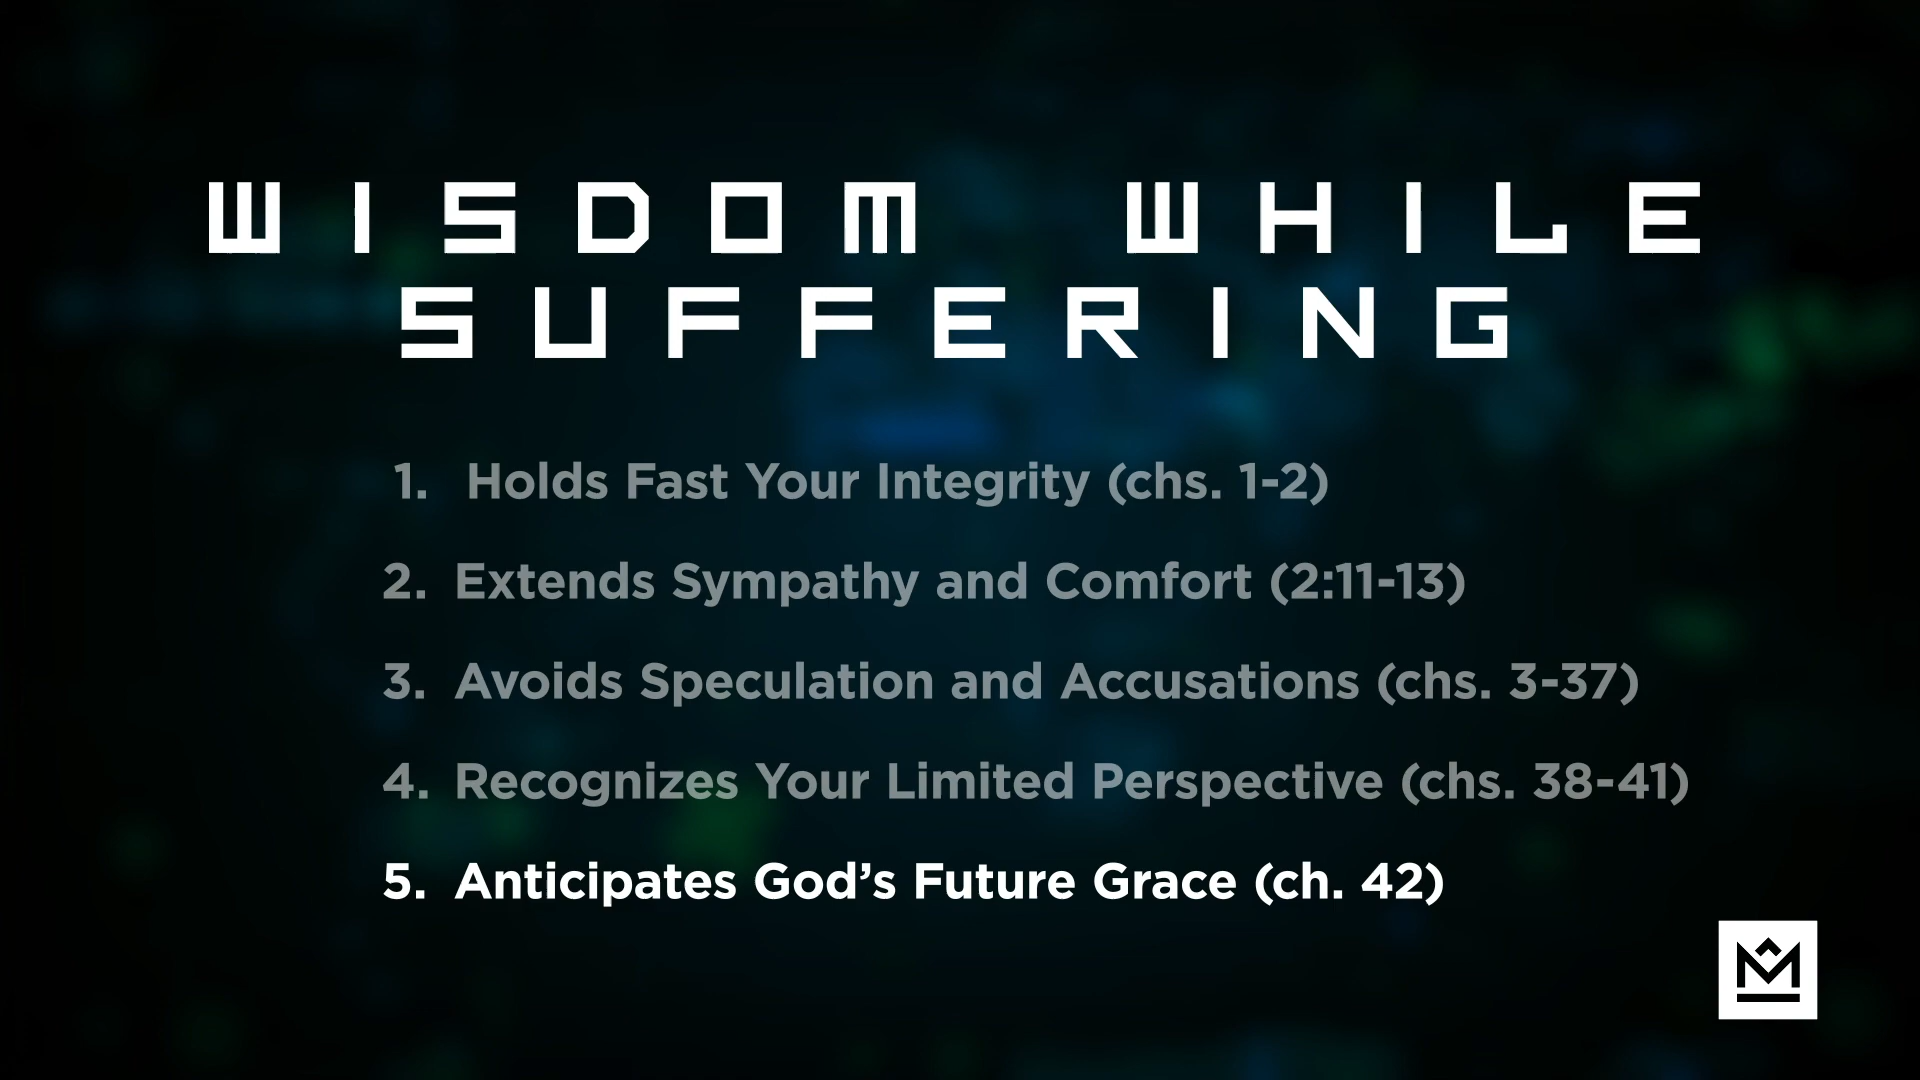 WISDOM WHILE
SUFFERING
1. Holds Fast Your Integrity (chs. 1-2)
2. Extends Sympathy and Comfort (2:11-13)
3. Avoids Speculation and Accusations (chs. 3-37)
4. Recognizes Your Limited Perspective (chs. 38-41)
5. Anticipates God’s Future Grace (ch. 42)